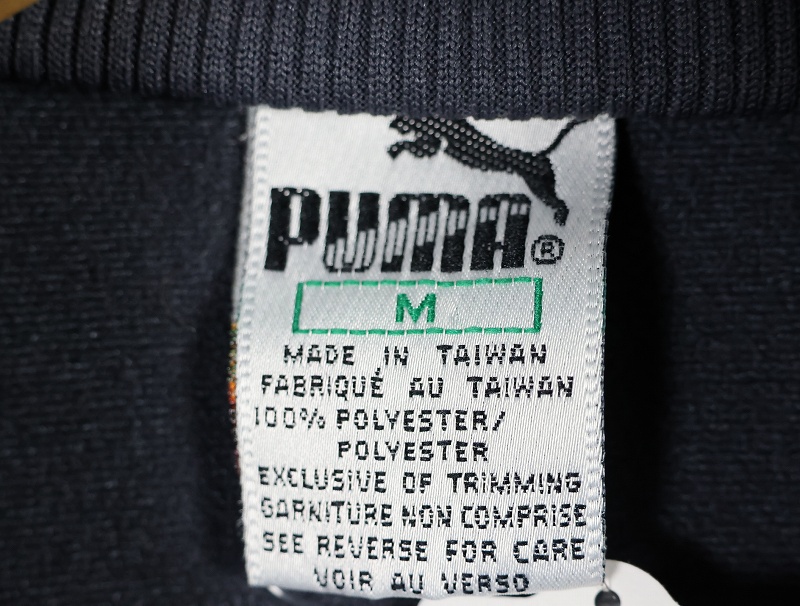 PUMA®
M
MADE IN TAIWAN
FABRIQUÉ AU TAIWAN
100% POLYESTER/
POLYESTER
EXCLUSIVE OF TRIMMING
GARNITURE NON COMPRISE
SEE REVERSE FOR CARE
VOIR AU VERSO